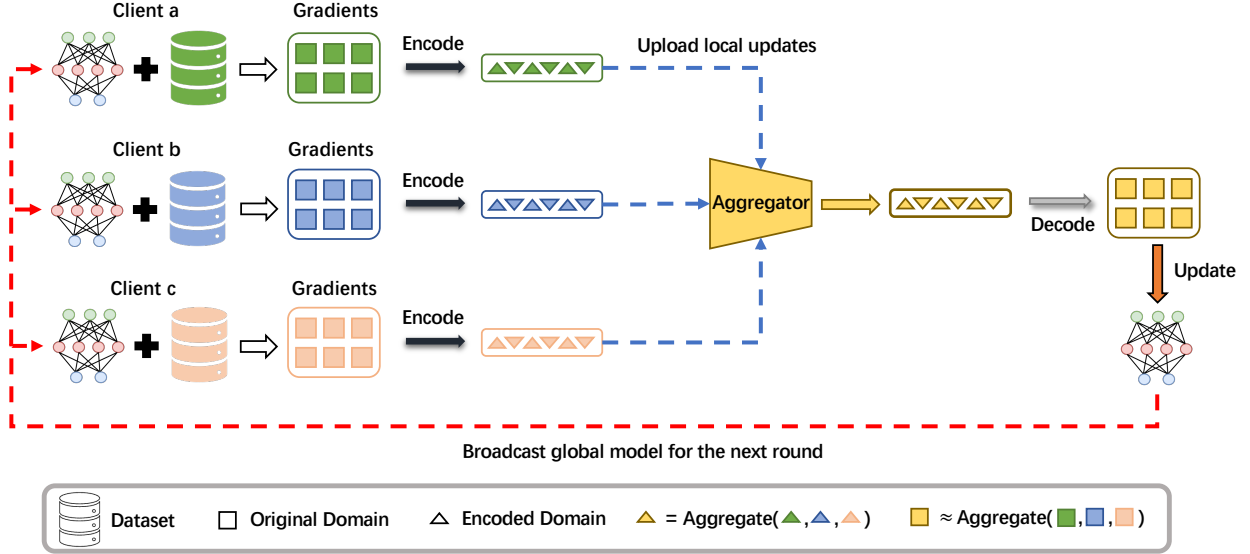 Client a
Gradients
Encode
Upload local updates
Client b
Gradients
Encode
Aggregator
Decode
Update
Client c
Gradients
Encode
Broadcast global model for the next round
Dataset
Original Domain
Encoded Domain
= Aggregate( , , )
≈ Aggregate( , , )